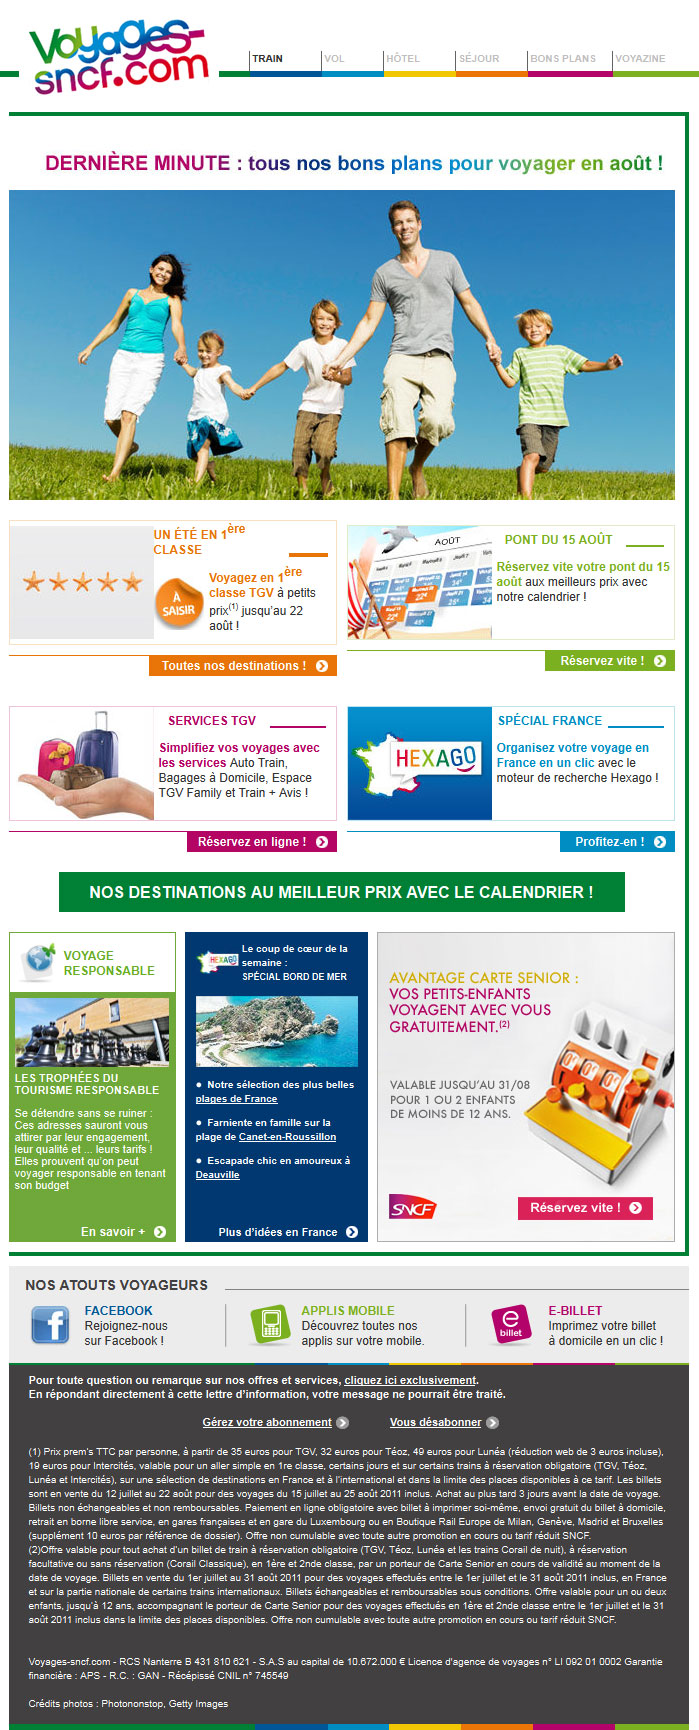 Voyages-
sncf.com
TRAIN
VOL
HÔTEL
SÉJOUR
BONS PLANS
VOYAZINE
DERNIÈRE MINUTE : tous nos bons plans pour voyager en août !
UN ÉTÉ EN 1ère
CLASSE
À
SAISIR
Voyagez en 1ère
classe TGV à petits
prix(1) jusqu'au 22
août !
Toutes nos destinations !
AOÛT
PONT DU 15 AOÛT
Réservez vite votre pont du 15
août aux meilleurs prix avec
notre calendrier !
Réservez vite !
SERVICES TGV
Simplifiez vos voyages avec
les services Auto Train,
Bagages à Domicile, Espace
TGV Family et Train + Avis !
Réservez en ligne !
HEXAGO
SPÉCIAL FRANCE
Organisez votre voyage en
France en un clic avec le
moteur de recherche Hexago !
Profitez-en !
NOS DESTINATIONS AU MEILLEUR PRIX AVEC LE CALENDRIER !
VOYAGE
RESPONSABLE
LES TROPHÉES DU
TOURISME RESPONSABLE
Se détendre sans se ruiner :
Ces adresses sauront vous
attirer par leur engagement,
leur qualité et ... leurs tarifs !
Elles prouvent qu'on peut
voyager responsable en tenant
son budget
En savoir +
HEXAGO
Le coup de cœur de la
semaine :
SPÉCIAL BORD DE MER
● Notre sélection des plus belles
plages de France
● Farniente en famille sur la
plage de Canet-en-Roussillon
● Escapade chic en amoureux à
Deauville
Plus d'idées en France
AVANTAGE CARTE SENIOR :
VOS PETITS-ENFANTS
VOYAGENT AVEC VOUS
GRATUITEMENT.(2)
VALABLE JUSQU'AU 31/08
POUR 1 OU 2 ENFANTS
DE MOINS DE 12 ANS.
SNCF
Réservez vite !
NOS ATOUTS VOYAGEURS
f
FACEBOOK
Rejoignez-nous
sur Facebook !
APPLIS MOBILE
Découvrez toutes nos
applis sur votre mobile.
e
billet
E-BILLET
Imprimez votre billet
à domicile en un clic !
Pour toute question ou remarque sur nos offres et services, cliquez ici exclusivement.
En répondant directement à cette lettre d'information, votre message ne pourrait être traité.
Gérez votre abonnement
Vous désabonner
(1) Prix prem's TTC par personne, à partir de 35 euros pour TGV, 32 euros pour Téoz, 49 euros pour Lunéa (réduction web de 3 euros incluse),
19 euros pour Intercités, valable pour un aller simple en 1re classe, certains jours et sur certains trains à réservation obligatoire (TGV, Téoz,
Lunéa et Intercités), sur une sélection de destinations en France et à l'international et dans la limite des places disponibles à ce tarif. Les billets
sont en vente du 12 juillet au 22 août pour des voyages du 15 juillet au 25 août 2011 inclus. Achat au plus tard 3 jours avant la date de voyage.
Billets non échangeables et non remboursables. Paiement en ligne obligatoire avec billet à imprimer soi-même, envoi gratuit du billet à domicile,
retrait en borne libre service, en gares françaises et en gare du Luxembourg ou en Boutique Rail Europe de Milan, Genève, Madrid et Bruxelles
(supplément 10 euros par référence de dossier). Offre non cumulable avec toute autre promotion en cours ou tarif réduit SNCF.
(2)Offre valable pour tout achat d'un billet de train à réservation obligatoire (TGV, Téoz, Lunéa et les trains Corail de nuit), à réservation
facultative ou sans réservation (Corail Classique), en 1ère et 2nde classe, par un porteur de Carte Senior en cours de validité au moment de la
date de voyage. Billets en vente du 1er juillet au 31 août 2011 pour des voyages effectués entre le 1er juillet et le 31 août 2011 inclus, en France
et sur la partie nationale de certains trains internationaux. Billets échangeables et remboursables sous conditions. Offre valable pour un ou deux
enfants, jusqu'à 12 ans, accompagnant le porteur de Carte Senior pour des voyages effectués en 1ère et 2nde classe entre le 1er juillet et le 31
août 2011 inclus dans la limite des places disponibles. Offre non cumulable avec toute autre promotion en cours ou tarif réduit SNCF.
Voyages-sncf.com - RCS Nanterre B 431 810 621 - S.A.S au capital de 10.672.000 € Licence d'agence de voyages n° LI 092 01 0002 Garantie
financière : APS - R.C. : GAN - Récépissé CNIL n° 745549
Crédits photos : Photononstop, Getty Images